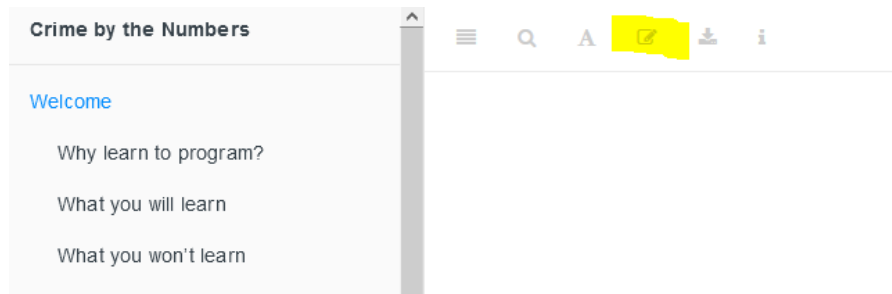 Crime by the Numbers
A
i
Welcome
Why learn to program?
What you will learn
What you won't learn